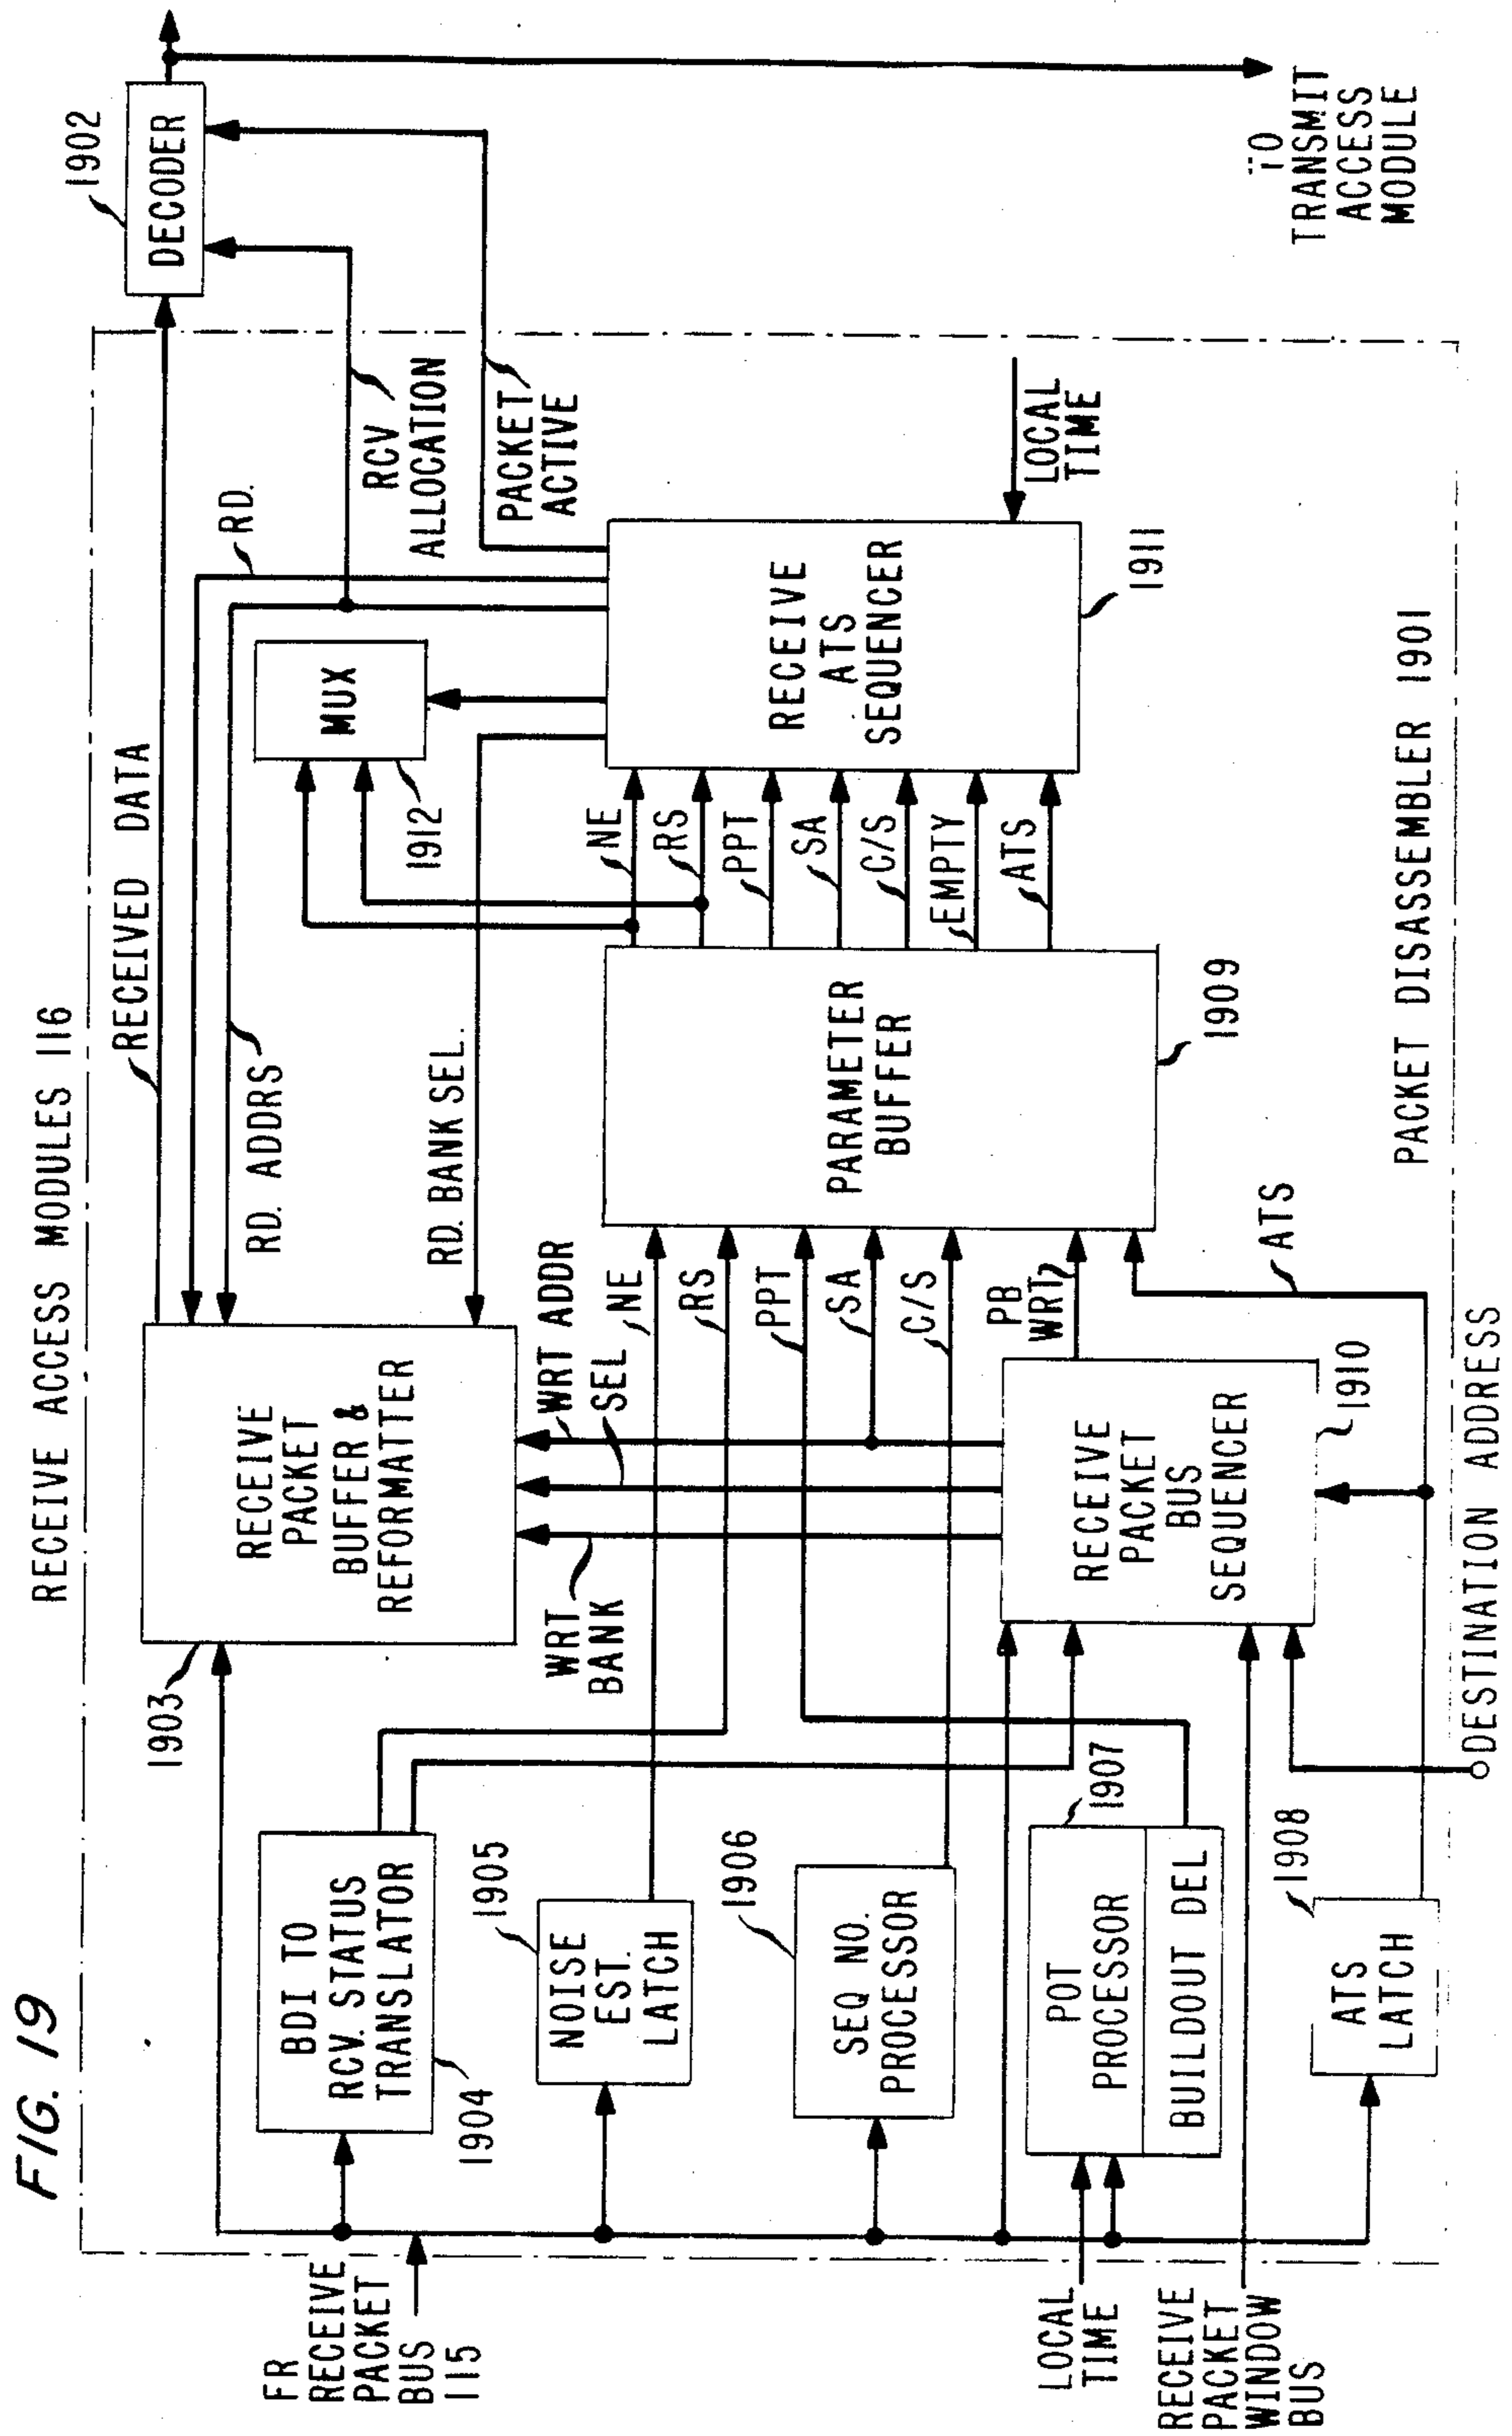 FIG. 19
RECEIVE ACCESS MODULES 116
FR
RECEIVE
PACKET
BUS
115
1903
RECEIVE
PACKET
BUFFER &
REFORMATTER
RECEIVED DATA
RD.
RD. ADDRS
RD. BANK SEL.
RCV
ALLOCATION
PACKET
ACTIVE
1902
DECODER
TO
TRANSMIT
ACCESS
MODULE
BDI TO
RCV. STATUS
TRANSLATOR
1904
1905
NOISE
EST.
LATCH
1906
SEQ NO.
PROCESSOR
1907
POT
PROCESSOR
BUILDOUT DEL
1908
ATS
LATCH
LOCAL
TIME
RECEIVE
PACKET
WINDOW
BUS
WRT
BANK
SEL
WRT ADDR
NE
RS
PPT
SA
C/S
PB
WRT
ATS
RECEIVE
PACKET
BUS
SEQUENCER
1910
DESTINATION ADDRESS
PARAMETER
BUFFER
1909
MUX
1912
NE
RS
PPT
SA
C/S
EMPTY
ATS
RECEIVE
ATS
SEQUENCER
1911
LOCAL
TIME
PACKET DISASSEMBLER 1901